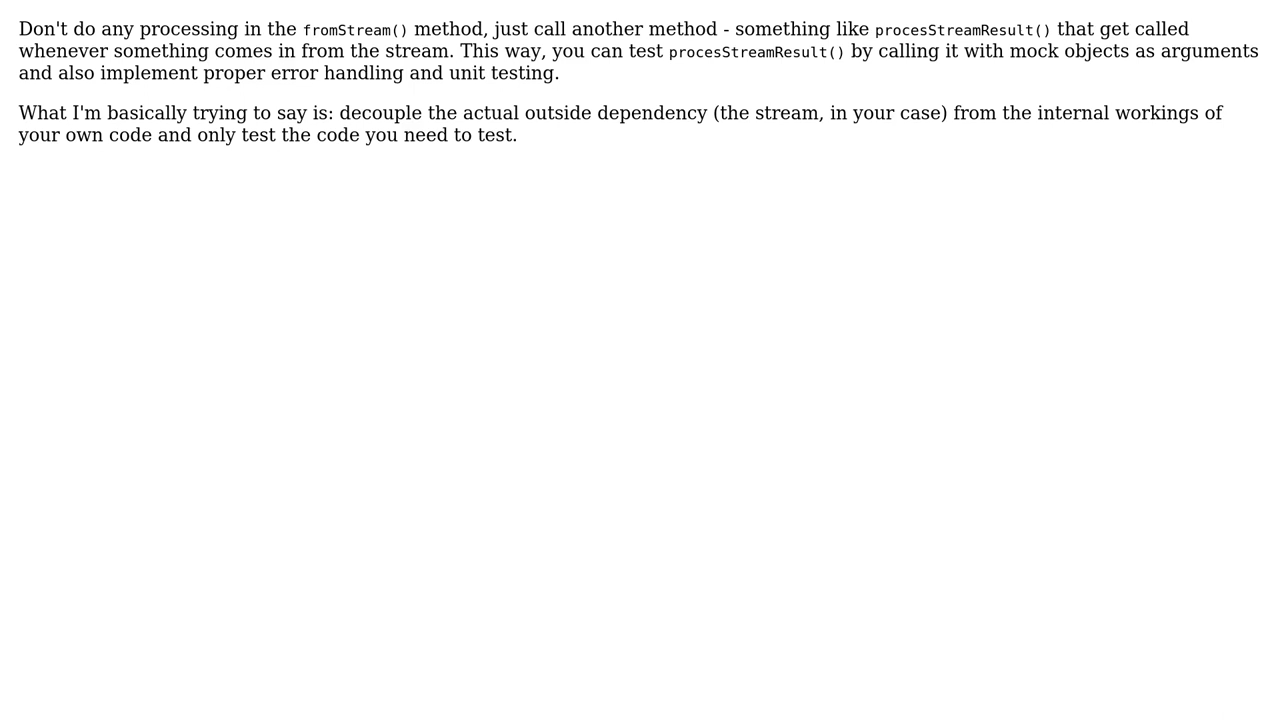 Don't do any processing in the fromStream() method, just call another method - something like procesStreamResult() that get called
whenever something comes in from the stream. This way, you can test procesStreamResult() by calling it with mock objects as arguments
and also implement proper error handling and unit testing.
What I'm basically trying to say is: decouple the actual outside dependency (the stream, in your case) from the internal workings of
your own code and only test the code you need to test.